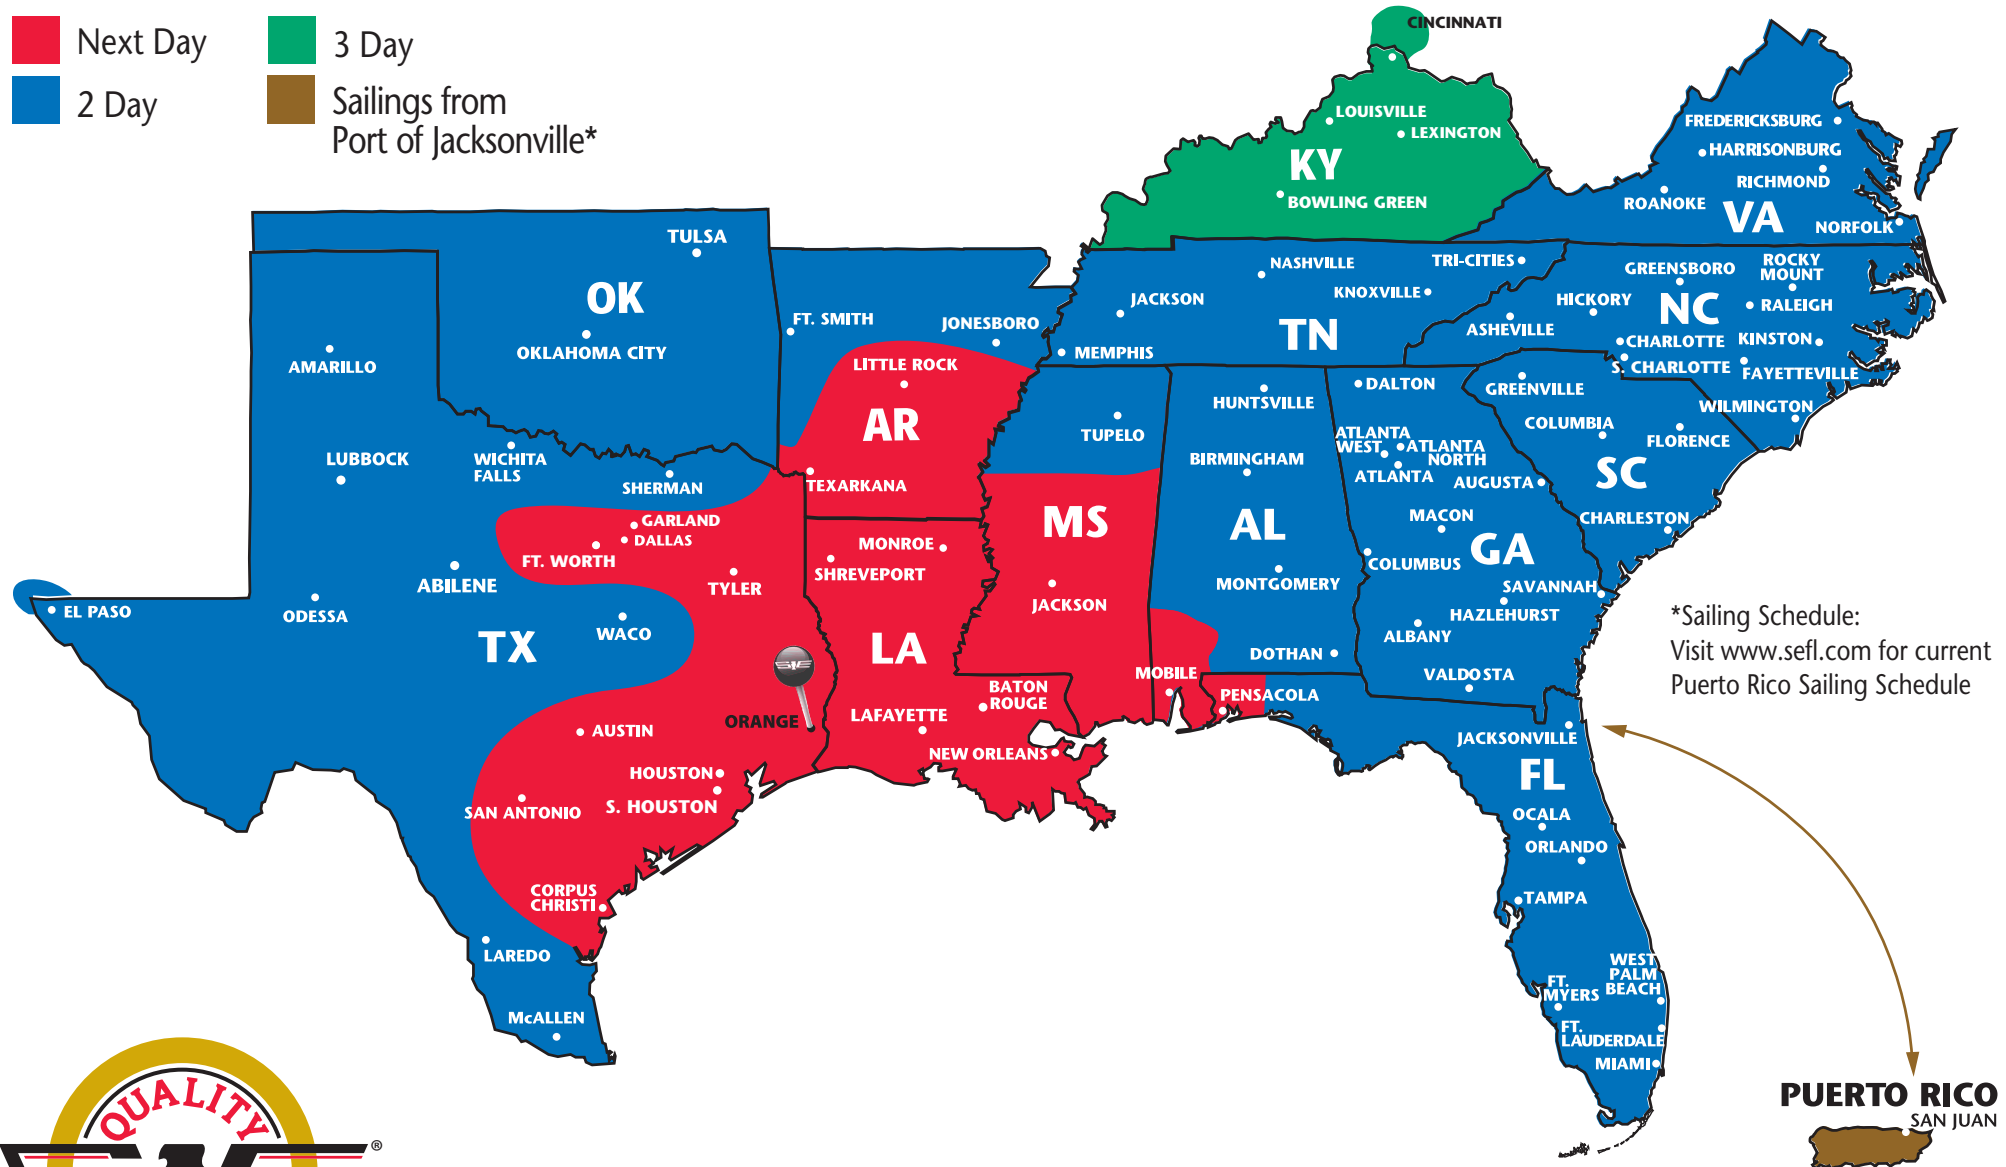 Next Day
3 Day
2 Day
Sailings from
Port of Jacksonville*
CINCINNATI
LOUISVILLE
LEXINGTON
KY
BOWLING GREEN
FREDERICKSBURG
HARRISONBURG
RICHMOND
ROANOKE
VA
NORFOLK
TULSA
OK
OKLAHOMA CITY
FT. SMITH
JONESBORO
LITTLE ROCK
AR
TEXARKANA
NASHVILLE
TRI-CITIES
JACKSON
KNOXVILLE
TN
MEMPHIS
GREENSBORO
ROCKY
MOUNT
HICKORY
NC
RALEIGH
ASHEVILLE
CHARLOTTE
KINSTON
S. CHARLOTTE
FAYETTEVILLE
WILMINGTON
AMARILLO
LUBBOCK
WICHITA
FALLS
SHERMAN
GARLAND
DALLAS
FT. WORTH
TYLER
ABILENE
EL PASO
ODESSA
TX
WACO
ORANGE
AUSTIN
HOUSTON
S. HOUSTON
SAN ANTONIO
CORPUS
CHRISTI
LAREDO
McALLEN
MONROE
SHREVEPORT
LA
BATON
ROUGE
LAFAYETTE
NEW ORLEANS
TUPELO
MS
JACKSON
HUNTSVILLE
BIRMINGHAM
AL
MONTGOMERY
DOTHAN
MOBILE
PENSACOLA
DALTON
ATLANTA
WEST
ATLANTA
NORTH
ATLANTA
AUGUSTA
MACON
GA
COLUMBUS
SAVANNAH
HAZLEHURST
ALBANY
VALDOSTA
GREENVILLE
COLUMBIA
FLORENCE
SC
CHARLESTON
JACKSONVILLE
FL
OCALA
ORLANDO
TAMPA
WEST
PALM
BEACH
FT.
MYERS
FT.
LAUDERDALE
MIAMI
*Sailing Schedule:
Visit www.sefl.com for current
Puerto Rico Sailing Schedule
PUERTO RICO
SAN JUAN
QUALITY
®